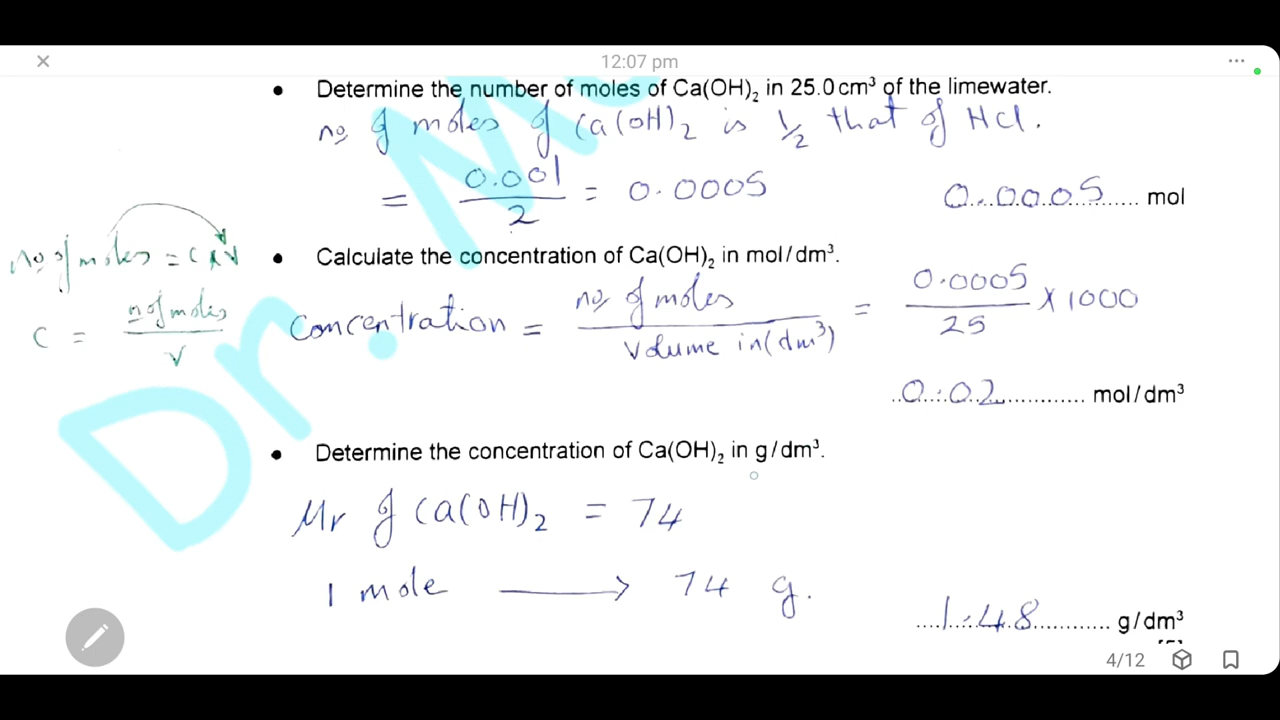 12:07 pm
• Determine the number of moles of Ca(OH)₂ in 25.0 cm³ of the limewater.
no of moles of Ca(OH)₂ is 1/2 that of HCl.
= 0.001/2 = 0.0005
0.0005 mol
no of moles = C x V
C = n of moles / V
• Calculate the concentration of Ca(OH)₂ in mol/dm³.
Concentration = no of moles / Volume in (dm³) = 0.0005/25 × 1000
0.02 mol/dm³
• Determine the concentration of Ca(OH)₂ in g/dm³.
Mr of Ca(OH)₂ = 74
1 mole ⟶ 74 g.
1.48 g/dm³
4/12
Dr. M